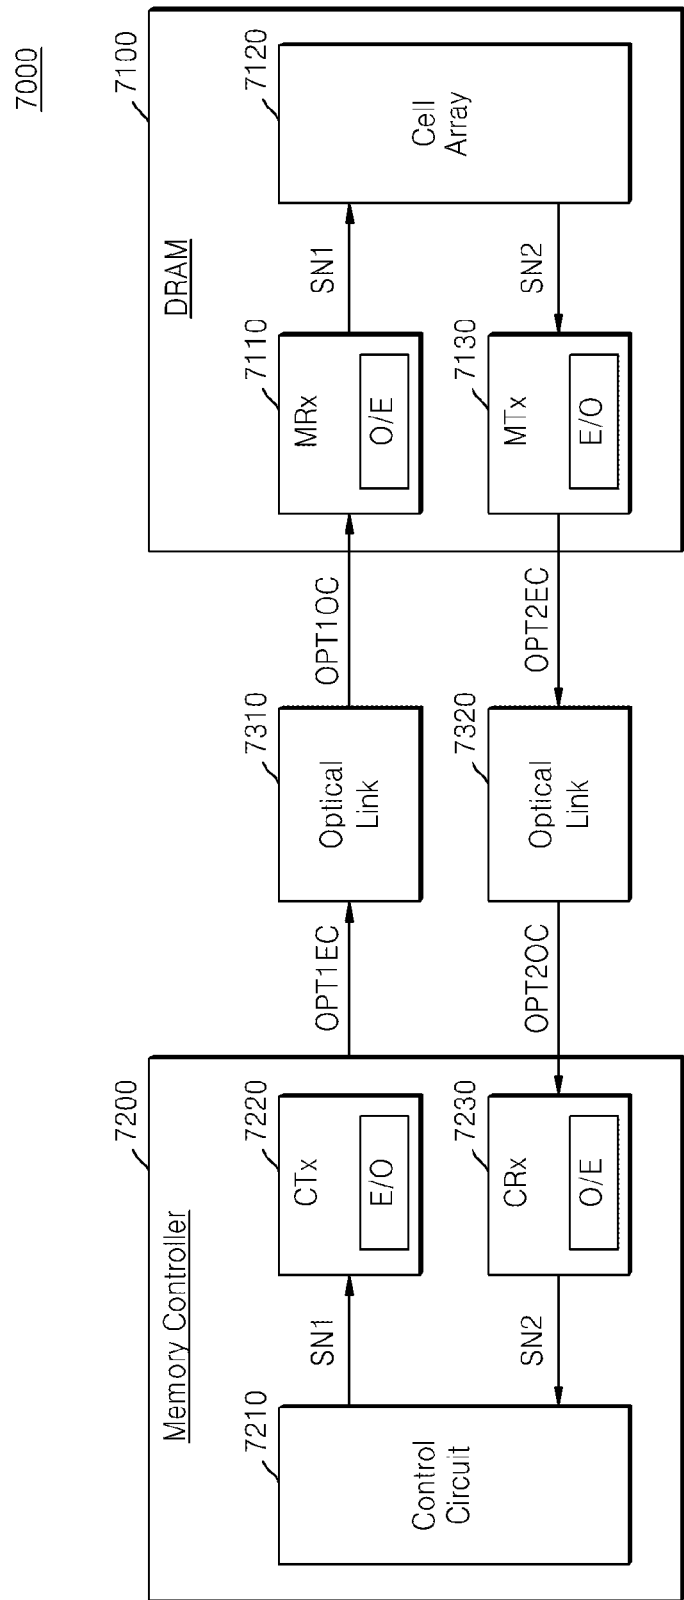 7000
7200
Memory Controller
7210
Control
Circuit
SN1
7220
CTx
E/O
SN2
7230
CRx
O/E
OPT1EC
7310
Optical
Link
OPT1OC
OPT2OC
7320
Optical
Link
OPT2EC
7100
DRAM
7110
MRx
O/E
SN1
7130
MTx
E/O
SN2
7120
Cell
Array